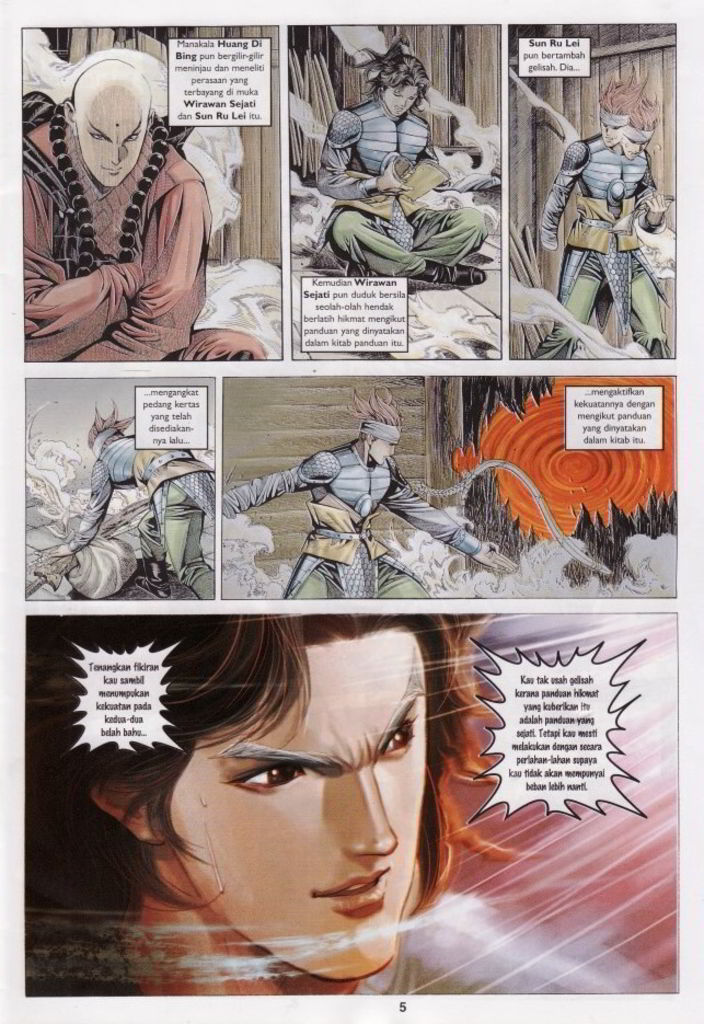 Manakala Huang Di
Bing pun bergilir-gilir
meninjau dan meneliti
perasaan yang
terbayang di muka
Wirawan Sejati
dan Sun Ru Lei itu.
Kemudian Wirawan
Sejati pun duduk bersila
seolah-olah hendak
berlatih hikmat mengikut
panduan yang dinyatakan
dalam kitab panduan itu.
Sun Ru Lei
pun bertambah
gelisah. Dia...
...mengangkat
pedang kertas
yang telah
disediakan-
nya lalu...
...mengaktifkan
kekuatannya dengan
mengikut panduan
yang dinyatakan
dalam kitab itu.
Tenangkan fikiran
kau sambil
menumpukan
kekuatan pada
kedua-dua
belah bahu...
Kau tak usah gelisah
kerana panduan hikmat
yang kuberikan itu
adalah panduan yang
sejati. Tetapi kau mesti
melakukan dengan secara
perlahan-lahan supaya
kau tidak akan mempunyai
beban lebih nanti.
5